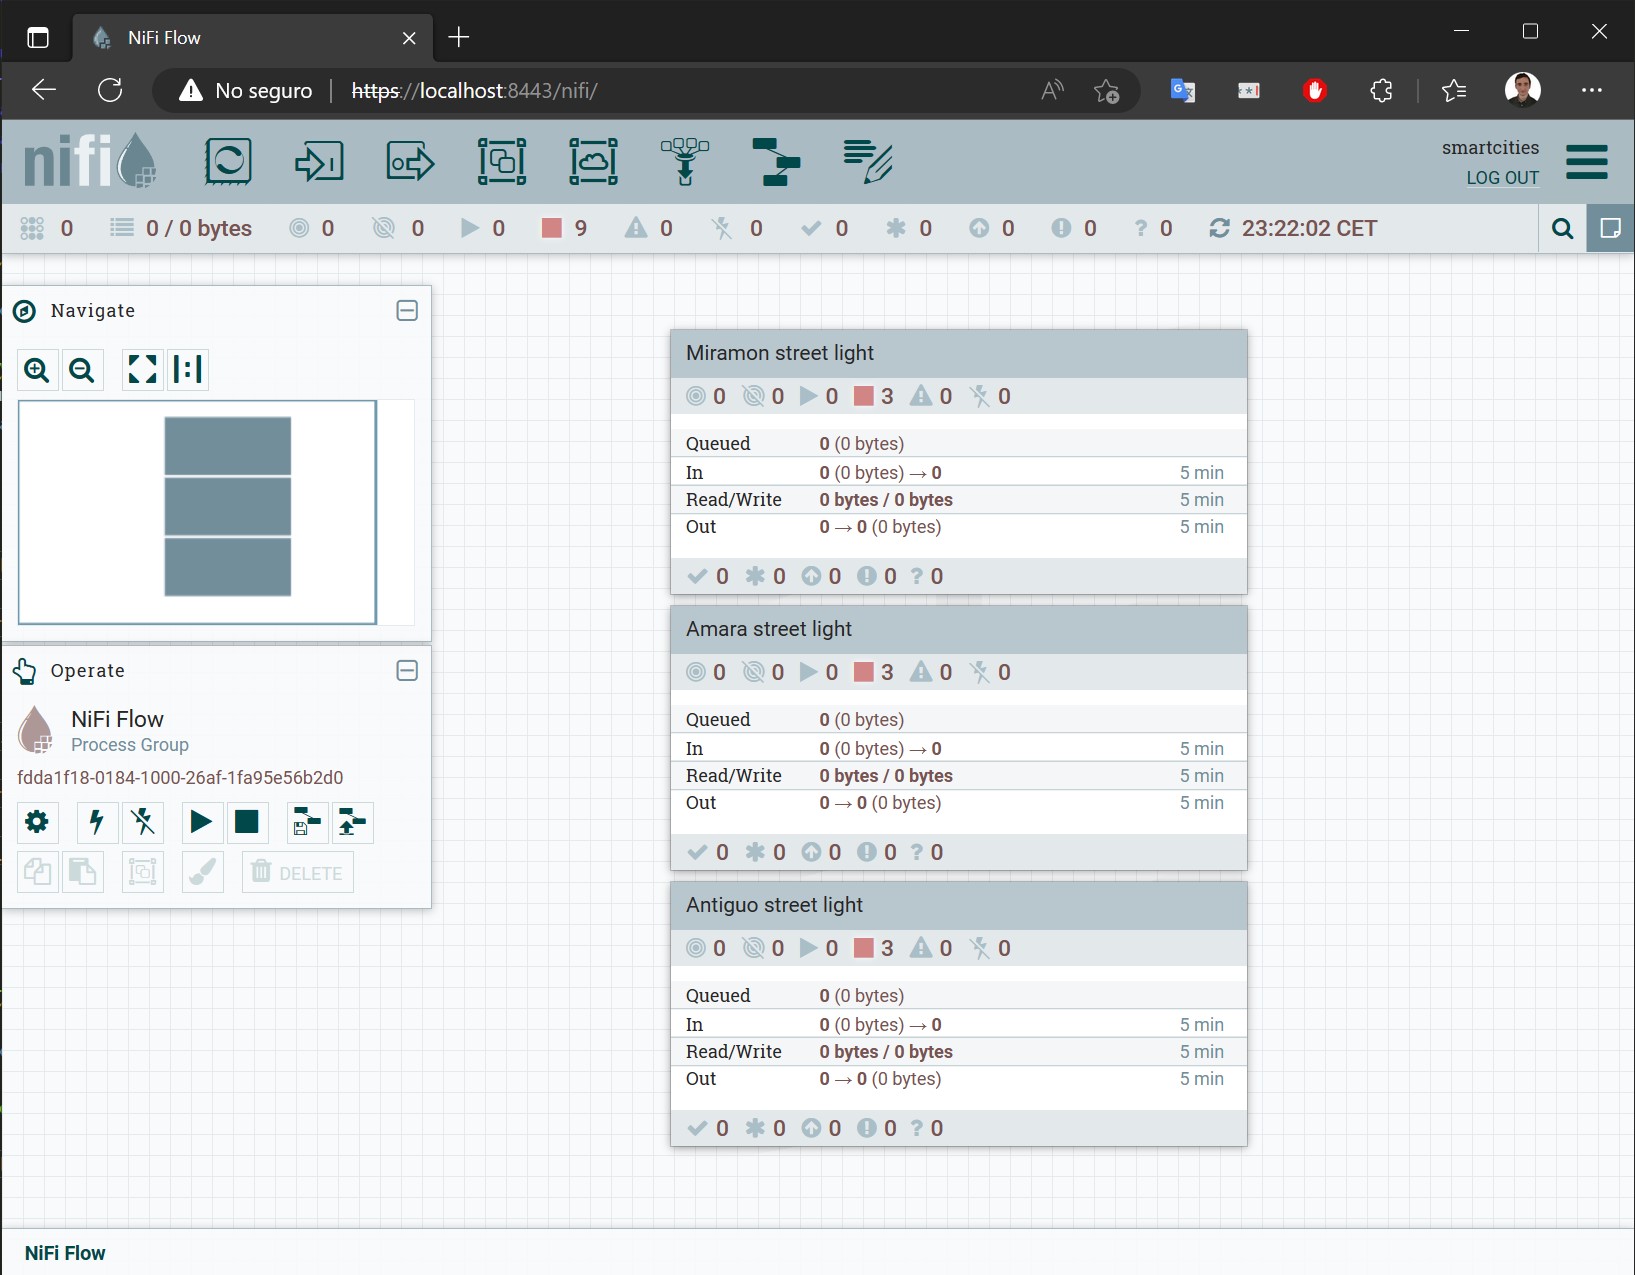 NiFi Flow
No seguro https://localhost:8443/nifi/
nifi
smartcities
LOG OUT
0 0 / 0 bytes 0 0 0 9 0 0 0 0 0 0 ? 0 23:22:02 CET
Navigate
Operate
NiFi Flow
Process Group
fdda1f18-0184-1000-26af-1fa95e56b2d0
DELETE
Miramon street light
0 0 0 3 0 0
Queued 0 (0 bytes)
In 0 (0 bytes) → 0 5 min
Read/Write 0 bytes / 0 bytes 5 min
Out 0 → 0 (0 bytes) 5 min
0 0 0 0 ? 0
Amara street light
0 0 0 3 0 0
Queued 0 (0 bytes)
In 0 (0 bytes) → 0 5 min
Read/Write 0 bytes / 0 bytes 5 min
Out 0 → 0 (0 bytes) 5 min
0 0 0 0 ? 0
Antiguo street light
0 0 0 3 0 0
Queued 0 (0 bytes)
In 0 (0 bytes) → 0 5 min
Read/Write 0 bytes / 0 bytes 5 min
Out 0 → 0 (0 bytes) 5 min
0 0 0 0 ? 0
NiFi Flow